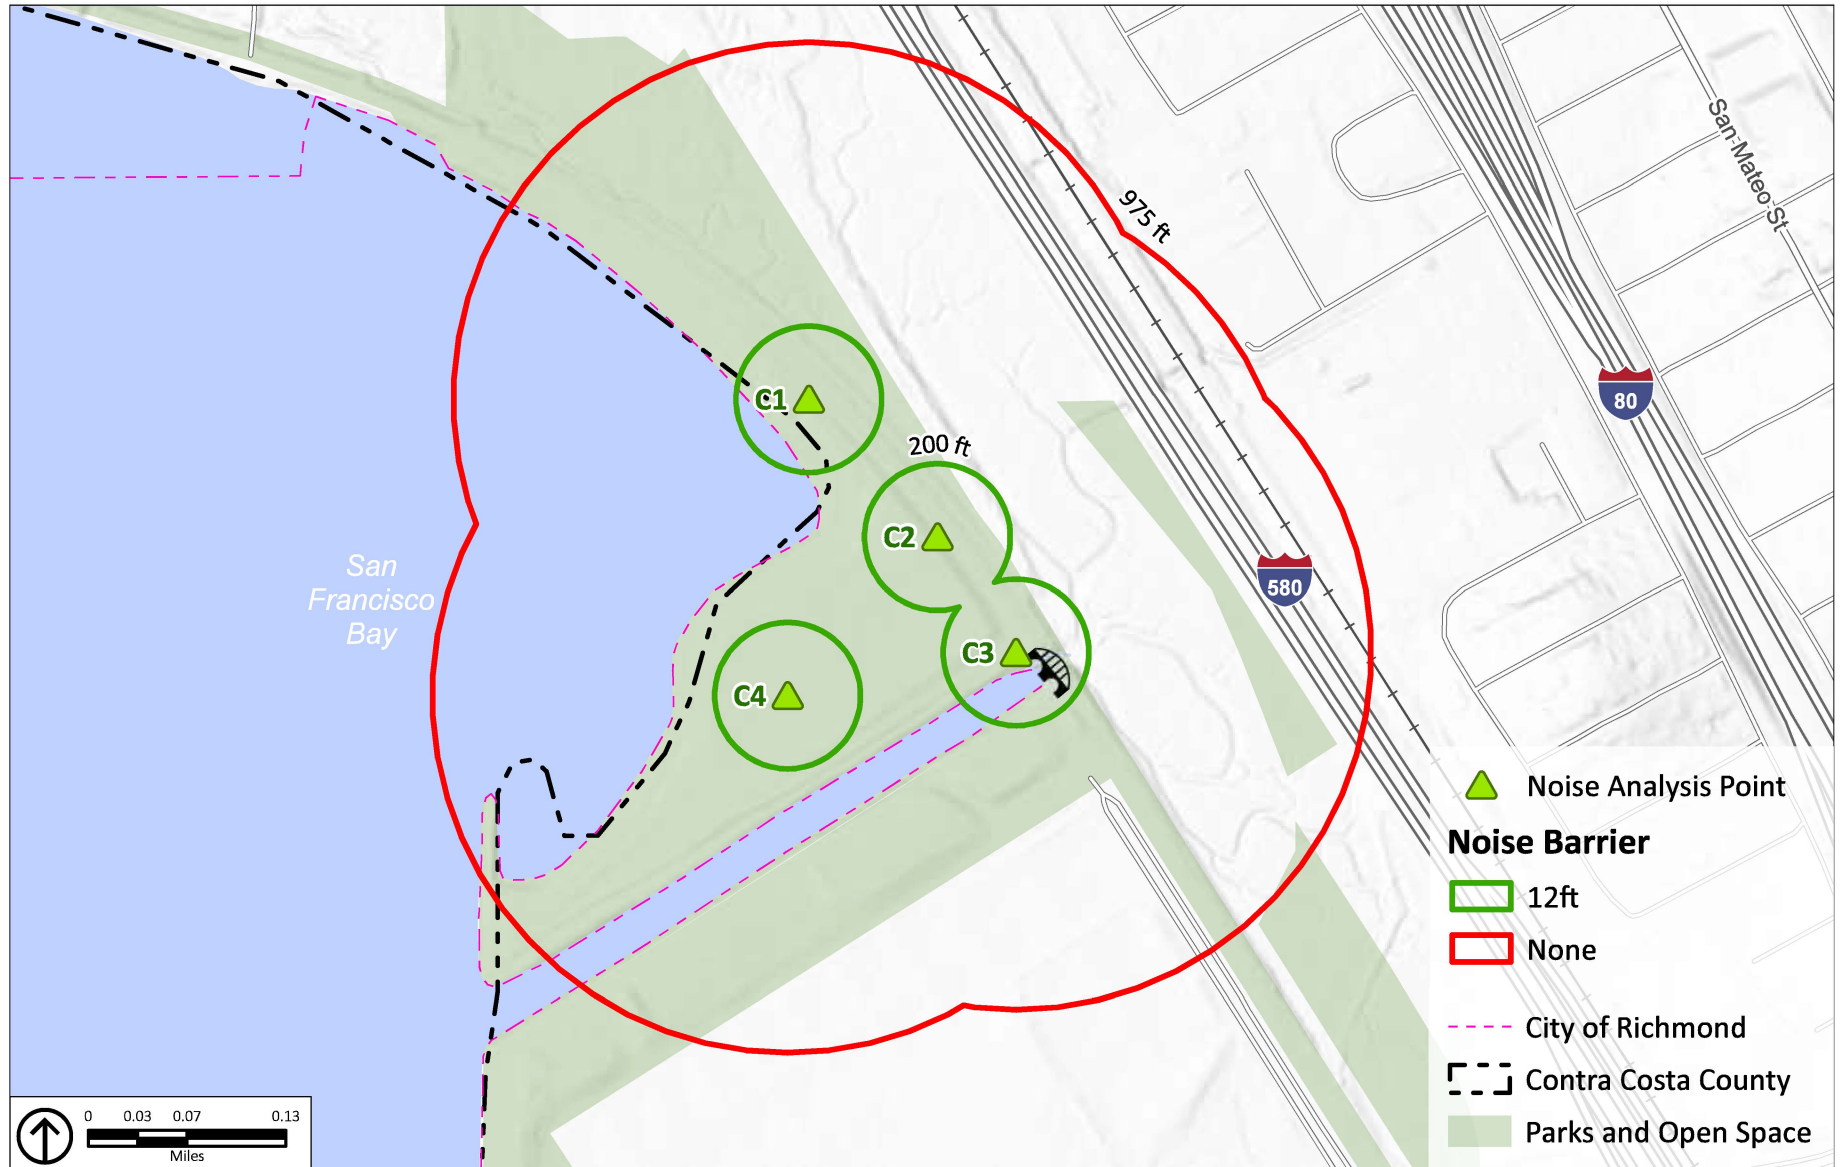 San Mateo St
975 ft
80
C1
200 ft
C2
580
San
Francisco
Bay
C3
C4
Noise Analysis Point
Noise Barrier
12ft
None
City of Richmond
Contra Costa County
Parks and Open Space
0 0.03 0.07 0.13
Miles